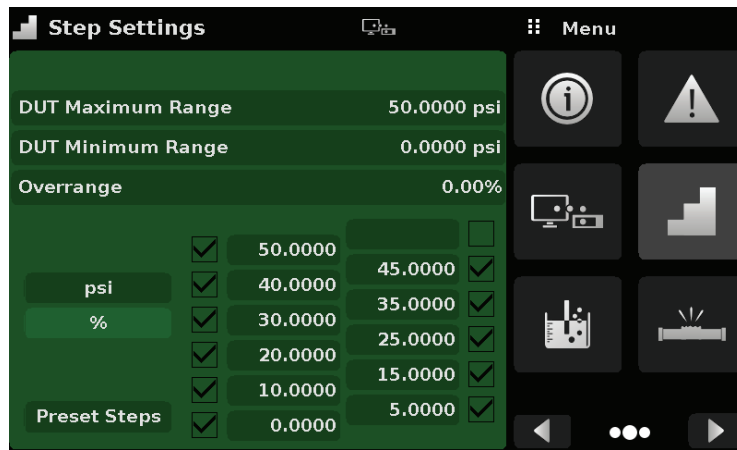 Step Settings
Menu
DUT Maximum Range 50.0000 psi
DUT Minimum Range 0.0000 psi
Overrange 0.00%
50.0000
45.0000
psi
40.0000
35.0000
%
30.0000
25.0000
20.0000
15.0000
10.0000
5.0000
Preset Steps
0.0000